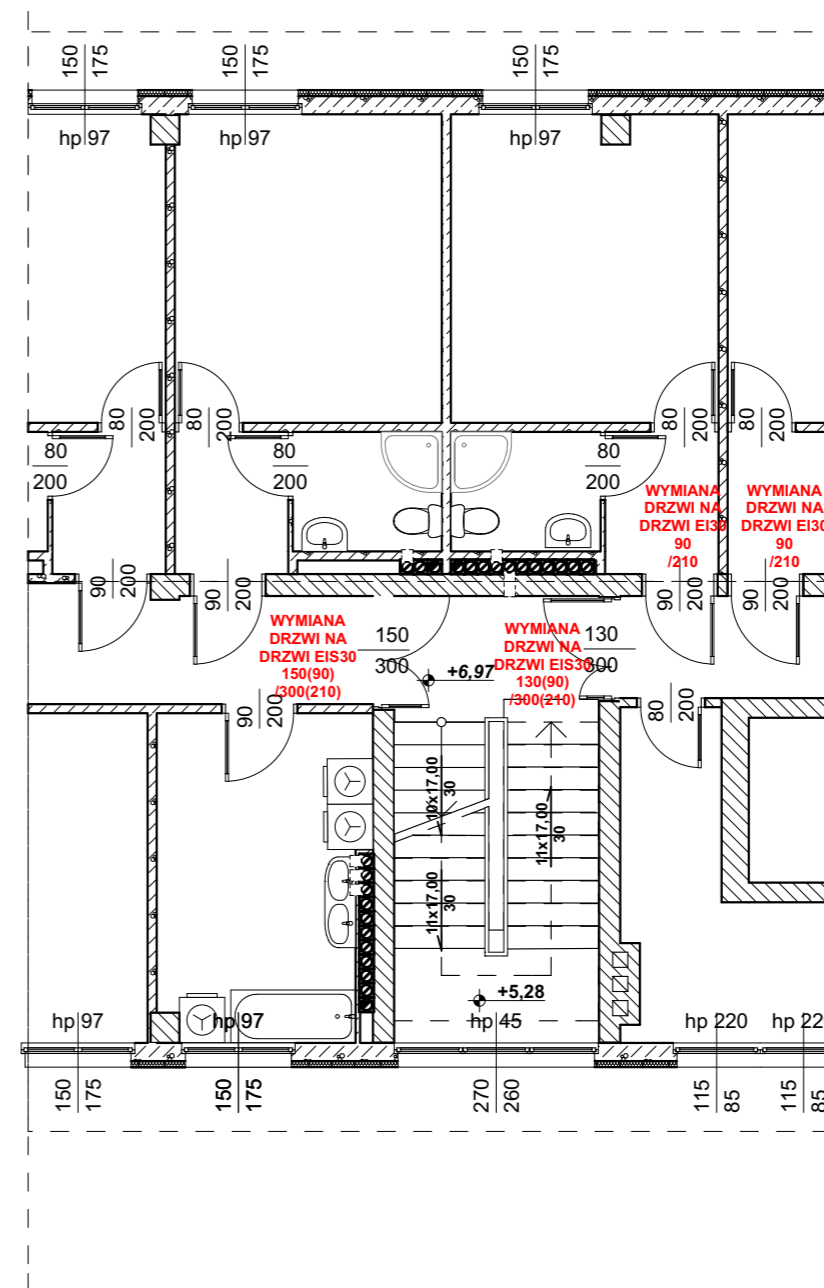 150
175
150
175
150
175
hp 97
hp 97
hp 97
80
200
80
200
80
200
80
200
80
200
80
200
80
200
WYMIANA
DRZWI NA
DRZWI EI30
90
/210
WYMIANA
DRZWI NA
DRZWI EI30
90
/210
90
200
90
200
90
200
90
200
WYMIANA
DRZWI NA
DRZWI EIS30
150(90)
/300(210)
150
300
WYMIANA
DRZWI NA
DRZWI EIS30
130(90)
/300(210)
130
300
+6,97
90
200
80
200
10x17,00
30
11x17,00
30
11x17,00
30
+5,28
hp 97
hp 97
hp 45
hp 220
hp 22
150
175
150
175
270
260
115
85
115
85